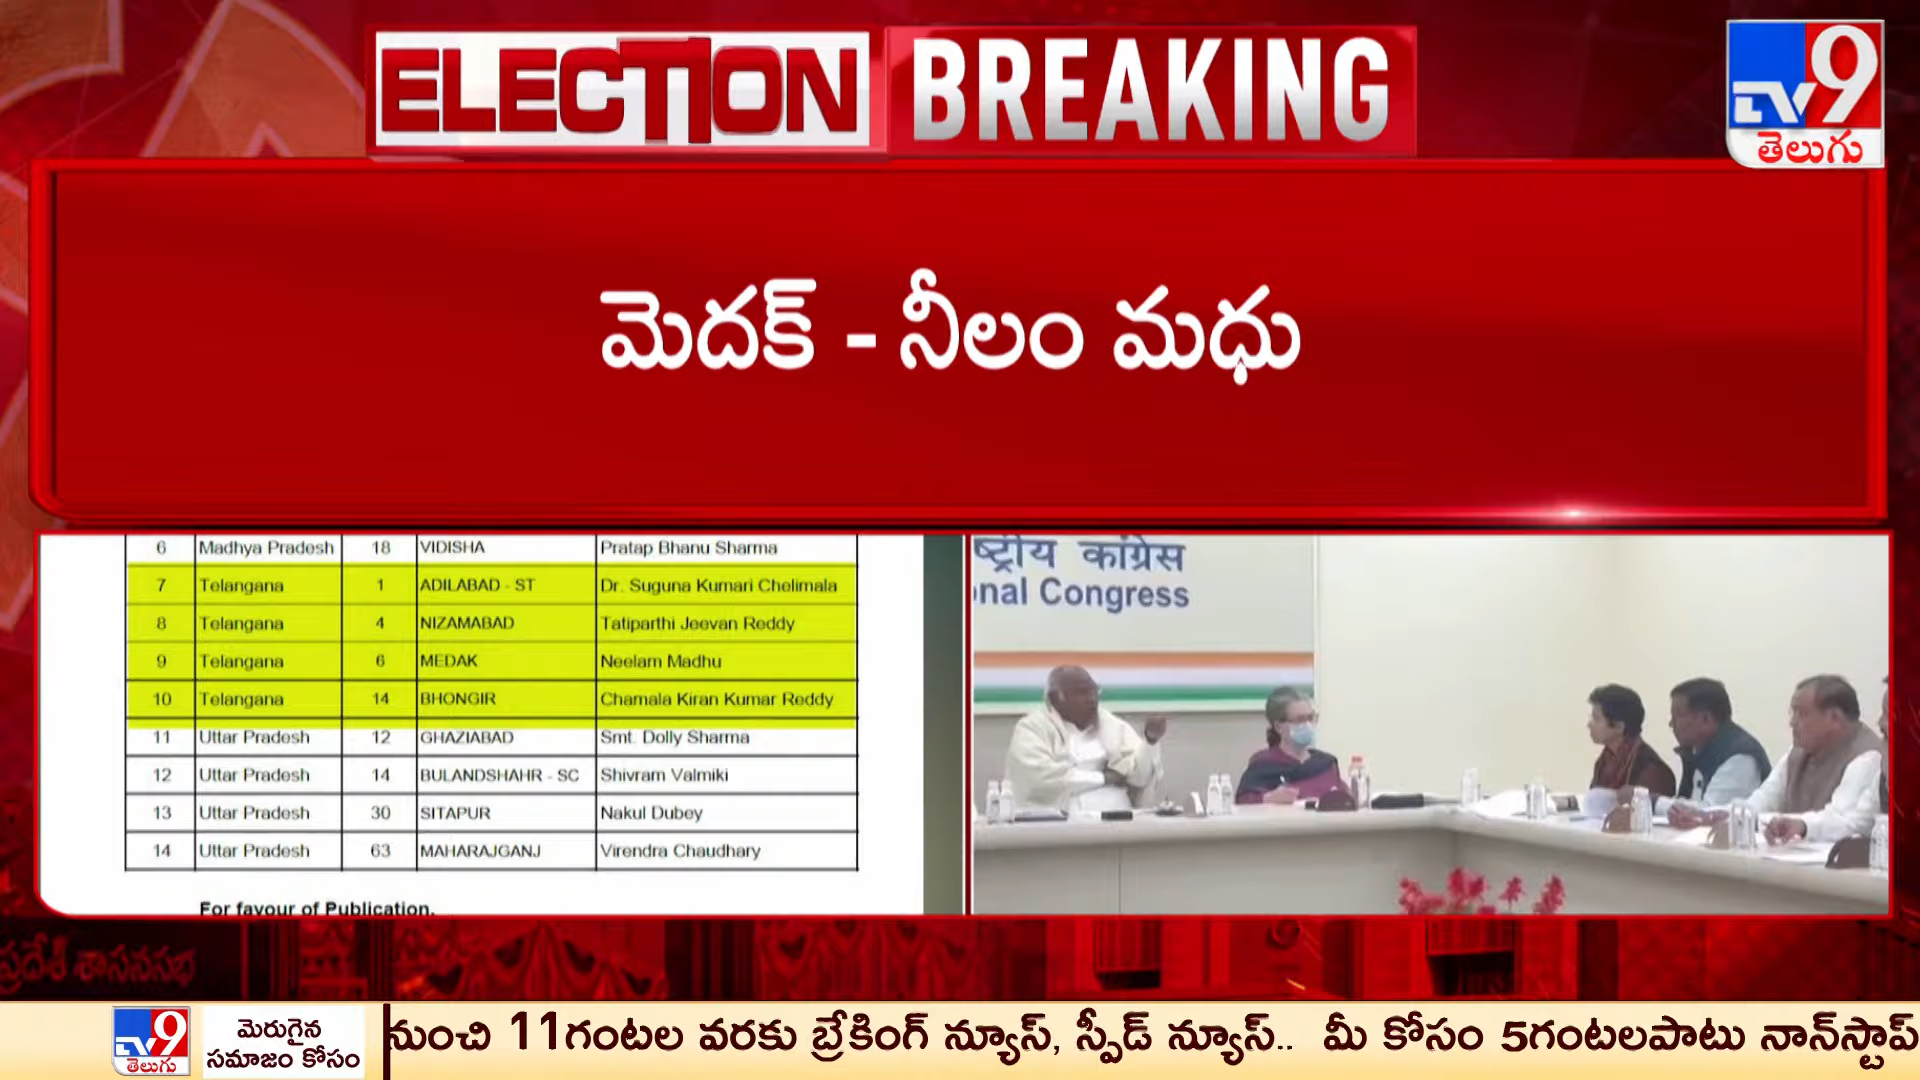 ELECTION BREAKING
TV9
తెలుగు
మెదక్ - నీలం మధు
6 Madhya Pradesh 18 VIDISHA Pratap Bhanu Sharma
7 Telangana 1 ADILABAD - ST Dr. Suguna Kumari Chelimala
8 Telangana 4 NIZAMABAD Tatiparthi Jeevan Reddy
9 Telangana 6 MEDAK Neelam Madhu
10 Telangana 14 BHONGIR Chamala Kiran Kumar Reddy
11 Uttar Pradesh 12 GHAZIABAD Smt. Dolly Sharma
12 Uttar Pradesh 14 BULANDSHAHR - SC Shivram Valmiki
13 Uttar Pradesh 30 SITAPUR Nakul Dubey
14 Uttar Pradesh 63 MAHARAJGANJ Virendra Chaudhary
For favour of Publication.
ष्ट्रीय कांग्रेस
nal Congress
ప్రదేశ్ శాసనసభ
TV9
తెలుగు
మెరుగైన
సమాజం కోసం
నుంచి 11గంటల వరకు బ్రేకింగ్ న్యూస్, స్పీడ్ న్యూస్.. మీ కోసం 5గంటలపాటు నాన్‌స్టాప్